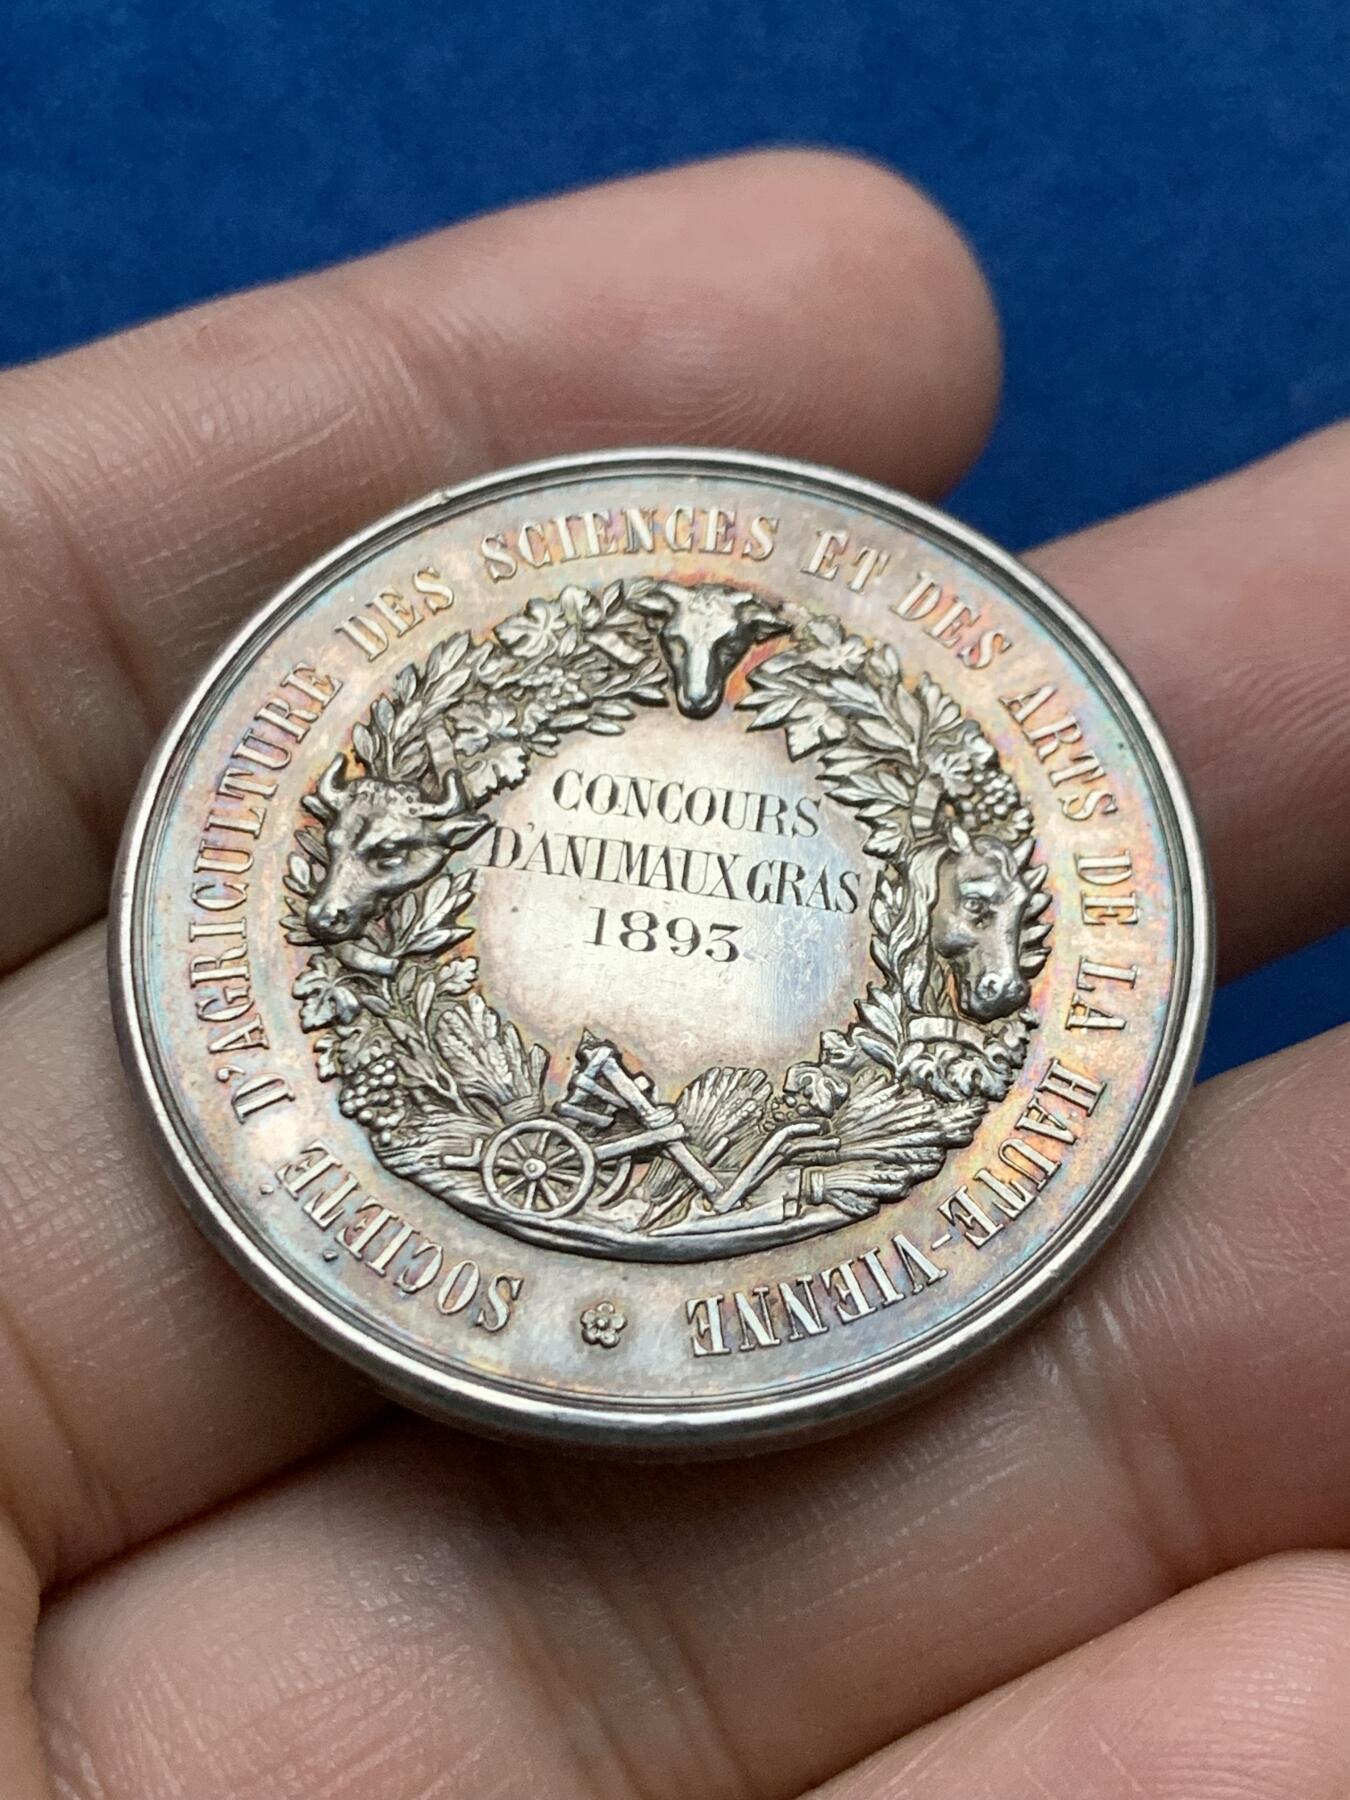 SOCIÉTÉ D'AGRICULTURE DES SCIENCES ET DES ARTS DE LA HAUTE-VIENNE
CONCOURS
D'ANIMAUX GRAS
1893